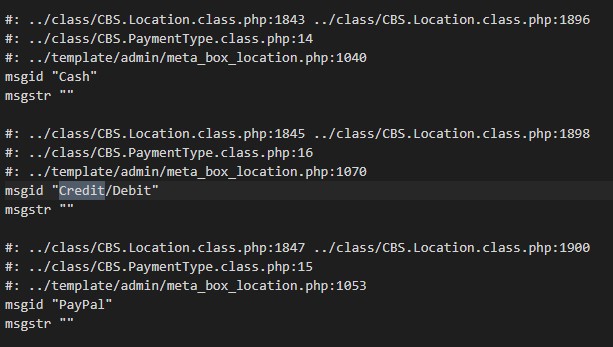 #: ../class/CBS.Location.class.php:1843 ../class/CBS.Location.class.php:1896
#: ../class/CBS.PaymentType.class.php:14
#: ../template/admin/meta_box_location.php:1040
msgid "Cash"
msgstr ""
#: ../class/CBS.Location.class.php:1845 ../class/CBS.Location.class.php:1898
#: ../class/CBS.PaymentType.class.php:16
#: ../template/admin/meta_box_location.php:1070
msgid "Credit/Debit"
msgstr ""
#: ../class/CBS.Location.class.php:1847 ../class/CBS.Location.class.php:1900
#: ../class/CBS.PaymentType.class.php:15
#: ../template/admin/meta_box_location.php:1053
msgid "PayPal"
msgstr ""